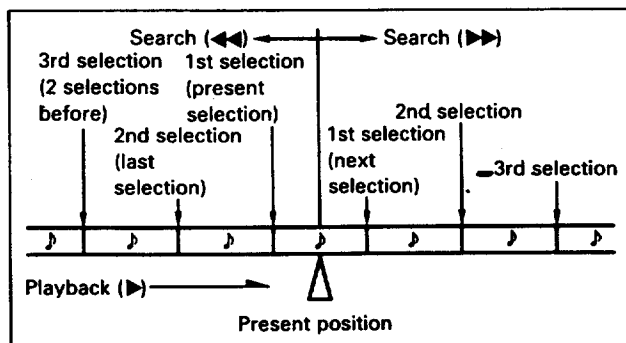 Search (◀◀)
Search (▶▶)
3rd selection
(2 selections
before)
1st selection
(present
selection)
2nd selection
(last
selection)
1st selection
(next
selection)
2nd selection
3rd selection
Playback (▶)
Present position